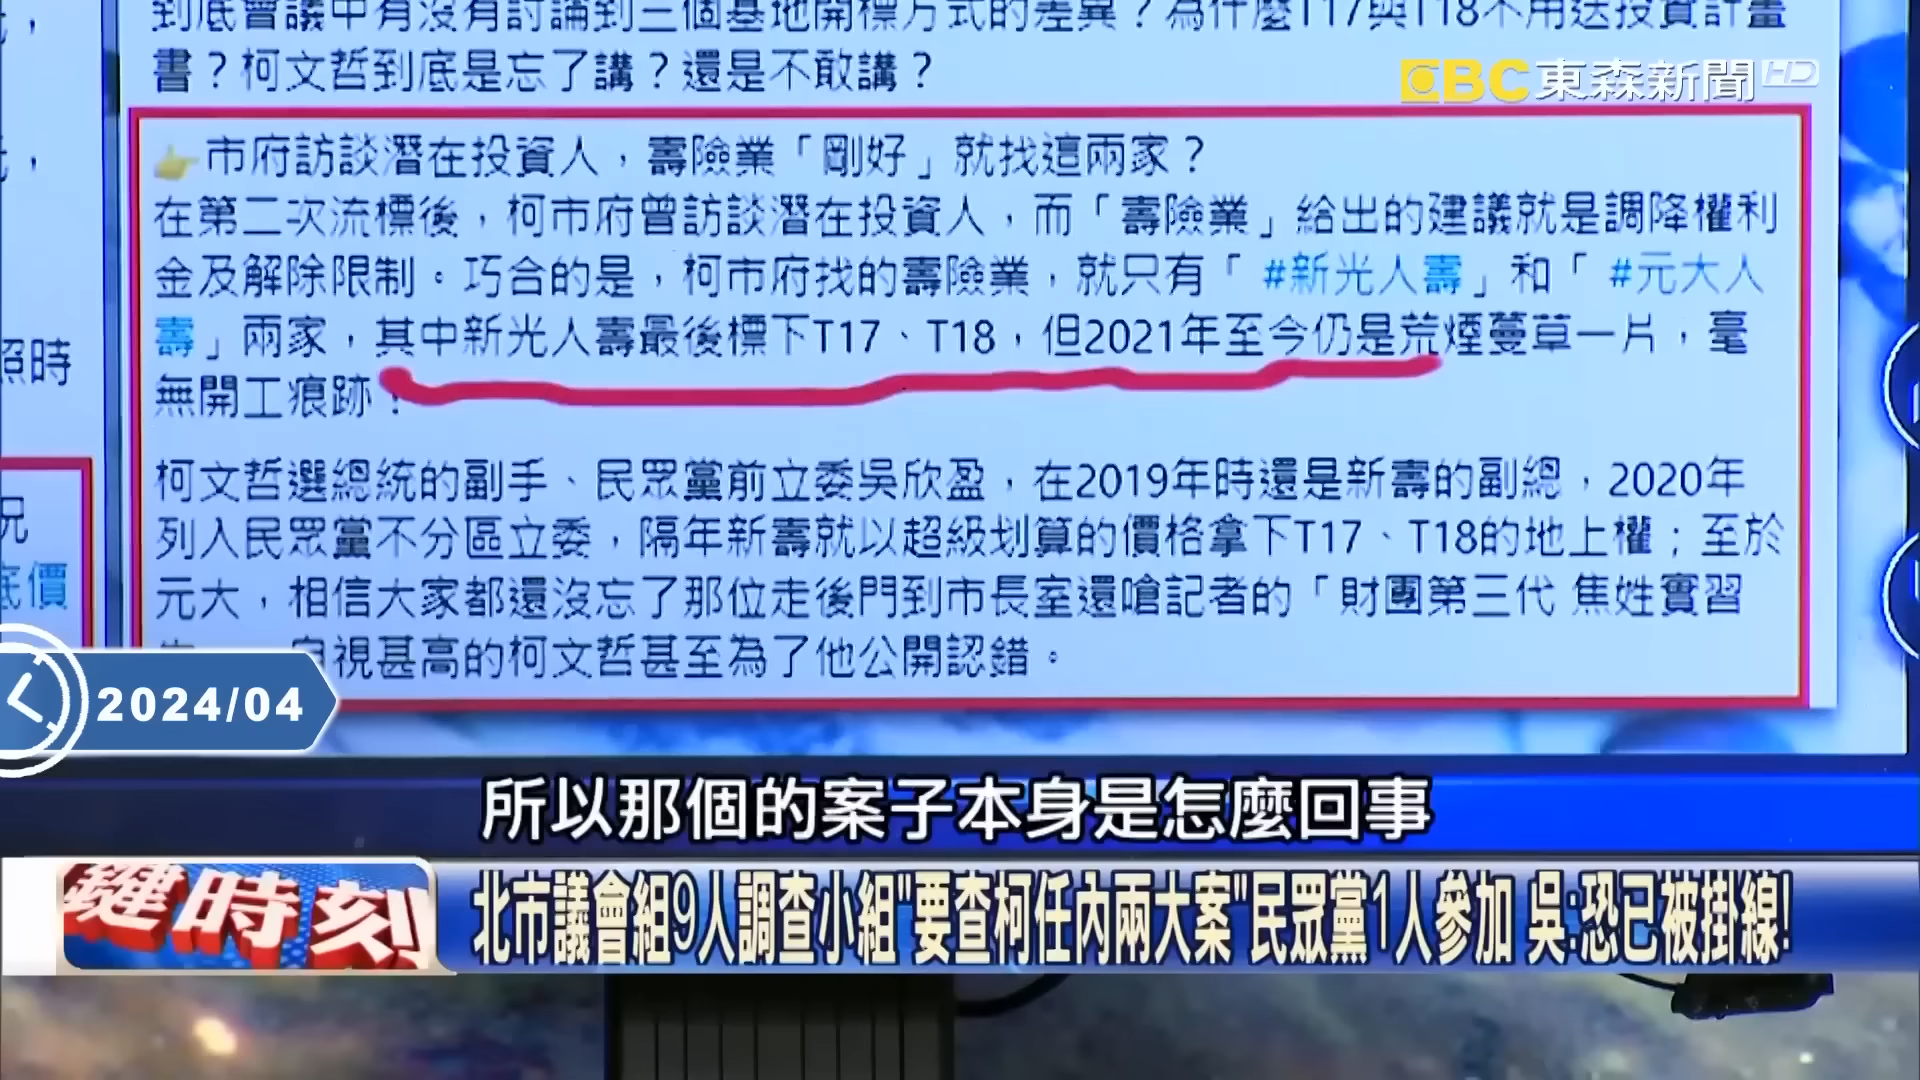 到底會議中有沒有討論到三個基地開標方式的差異？為什麼T17與T18不用送投資計畫
書？柯文哲到底是忘了講？還是不敢講？
EBC 東森新聞 HD
👉市府訪談潛在投資人，壽險業「剛好」就找這兩家？
在第二次流標後，柯市府曾訪談潛在投資人，而「壽險業」給出的建議就是調降權利
金及解除限制。巧合的是，柯市府找的壽險業，就只有「 #新光人壽」和「 #元大人
壽」兩家，其中新光人壽最後標下T17、T18，但2021年至今仍是荒煙蔓草一片，毫
無開工痕跡！
照時
柯文哲選總統的副手、民眾黨前立委吳欣盈，在2019年時還是新壽的副總，2020年
列入民眾黨不分區立委，隔年新壽就以超級划算的價格拿下T17、T18的地上權；至於
元大，相信大家都還沒忘了那位走後門到市長室還嗆記者的「財團第三代 焦姓實習
自視甚高的柯文哲甚至為了他公開認錯。
況
底價
2024/04
所以那個的案子本身是怎麼回事
鍵時刻
北市議會組9人調查小組"要查柯任內兩大案"民眾黨1人參加 吳:恐已被掛線!